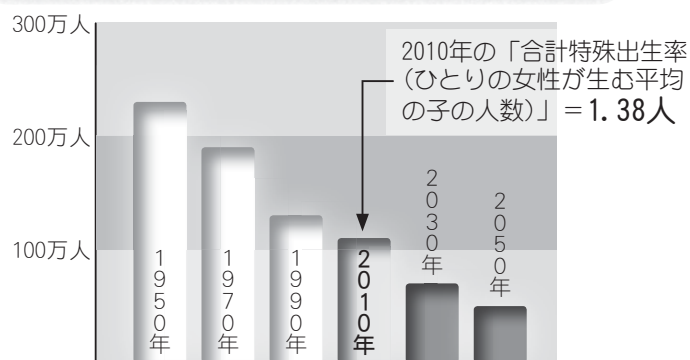 300万人
2010年の「合計特殊出生率
(ひとりの女性が生む平均
の子の人数)」＝1.38人
200万人
100万人
1950年
1970年
1990年
2010年
2030年
2050年